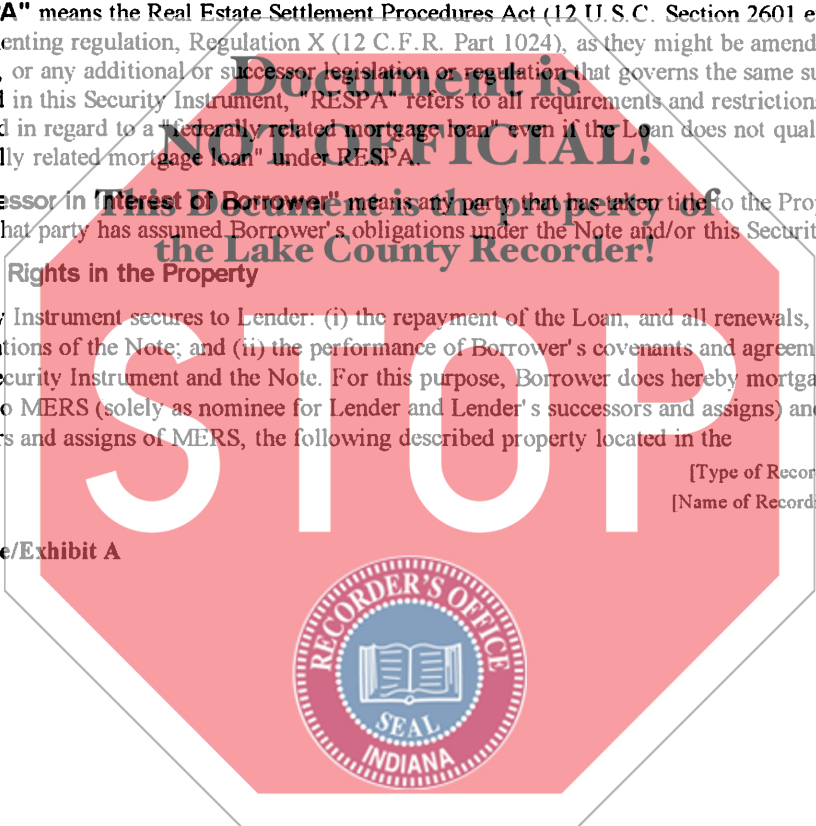 A" means the Real Estate Settlement Procedures Act (12 U.S.C. Section 2601 e
enting regulation, Regulation X (12 C.F.R. Part 1024), as they might be amend
, or any additional or successor legislation or regulation that governs the same su
d in this Security Instrument, "RESPA" refers to all requirements and restriction
d in regard to a "federally related mortgage loan" even if the Loan does not qual
lly related mortgage loan" under RESPA.
Document is
NOT OFFICIAL!
This Document is the property of
the Lake County Recorder!
essor in Interest of Borrower" means any party that has taken title to the Pro
hat party has assumed Borrower's obligations under the Note and/or this Securit
Rights in the Property
y Instrument secures to Lender: (i) the repayment of the Loan, and all renewals,
tions of the Note; and (ii) the performance of Borrower's covenants and agreem
ecurity Instrument and the Note. For this purpose, Borrower does hereby mortga
o MERS (solely as nominee for Lender and Lender's successors and assigns) and
s and assigns of MERS, the following described property located in the
[Type of Recor
[Name of Recordi
STOP
e/Exhibit A
RECORDER'S OFFICE
SEAL
INDIANA